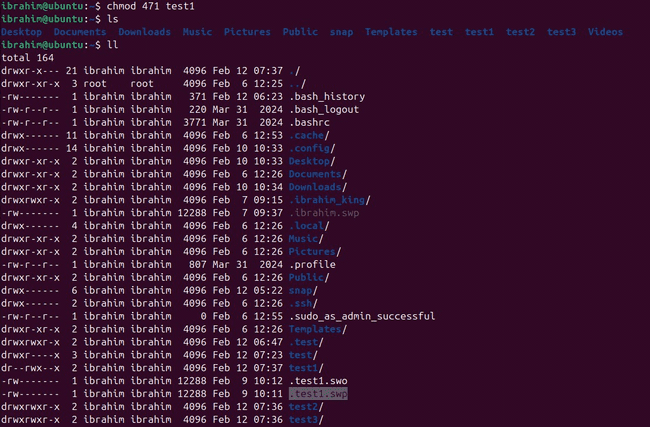 ibrahim@ubuntu:~$ chmod 471 test1
ibrahim@ubuntu:~$ ls
Desktop Documents Downloads Music Pictures Public snap Templates test test1 test2 test3 Videos
ibrahim@ubuntu:~$ ll
total 164
drwxr-x--- 21 ibrahim ibrahim 4096 Feb 12 07:37 ./
drwxr-xr-x 3 root root 4096 Feb 6 12:25 ../
-rw------- 1 ibrahim ibrahim 371 Feb 12 06:23 .bash_history
-rw-r--r-- 1 ibrahim ibrahim 220 Mar 31 2024 .bash_logout
-rw-r--r-- 1 ibrahim ibrahim 3771 Mar 31 2024 .bashrc
drwx------ 11 ibrahim ibrahim 4096 Feb 6 12:53 .cache/
drwx------ 14 ibrahim ibrahim 4096 Feb 10 10:33 .config/
drwxr-xr-x 2 ibrahim ibrahim 4096 Feb 10 10:33 Desktop/
drwxr-xr-x 2 ibrahim ibrahim 4096 Feb 6 12:26 Documents/
drwxr-xr-x 2 ibrahim ibrahim 4096 Feb 10 10:34 Downloads/
drwxrwxr-x 2 ibrahim ibrahim 4096 Feb 7 09:15 .ibrahim_king/
-rw------- 1 ibrahim ibrahim 12288 Feb 7 09:37 .ibrahim.swp
drwx------ 4 ibrahim ibrahim 4096 Feb 6 12:26 .local/
drwxr-xr-x 2 ibrahim ibrahim 4096 Feb 6 12:26 Music/
drwxr-xr-x 2 ibrahim ibrahim 4096 Feb 6 12:26 Pictures/
-rw-r--r-- 1 ibrahim ibrahim 807 Mar 31 2024 .profile
drwxr-xr-x 2 ibrahim ibrahim 4096 Feb 6 12:26 Public/
drwx------ 6 ibrahim ibrahim 4096 Feb 12 05:22 snap/
drwx------ 2 ibrahim ibrahim 4096 Feb 6 12:26 .ssh/
-rw-r--r-- 1 ibrahim ibrahim 0 Feb 6 12:55 .sudo_as_admin_successful
drwxr-xr-x 2 ibrahim ibrahim 4096 Feb 6 12:26 Templates/
drwxrwxr-x 2 ibrahim ibrahim 4096 Feb 12 06:47 .test/
drwxr----x 3 ibrahim ibrahim 4096 Feb 12 07:23 test/
dr--rwx--x 2 ibrahim ibrahim 4096 Feb 12 07:37 test1/
-rw------- 1 ibrahim ibrahim 12288 Feb 9 10:12 .test1.swo
-rw------- 1 ibrahim ibrahim 12288 Feb 9 10:11 .test1.swp
drwxrwxr-x 2 ibrahim ibrahim 4096 Feb 12 07:36 test2/
drwxrwxr-x 2 ibrahim ibrahim 4096 Feb 12 07:36 test3/